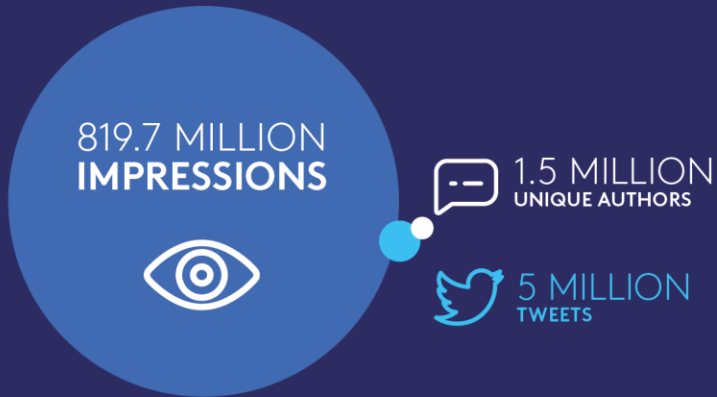 819.7 MILLION
IMPRESSIONS
1.5 MILLION
UNIQUE AUTHORS
5 MILLION
TWEETS